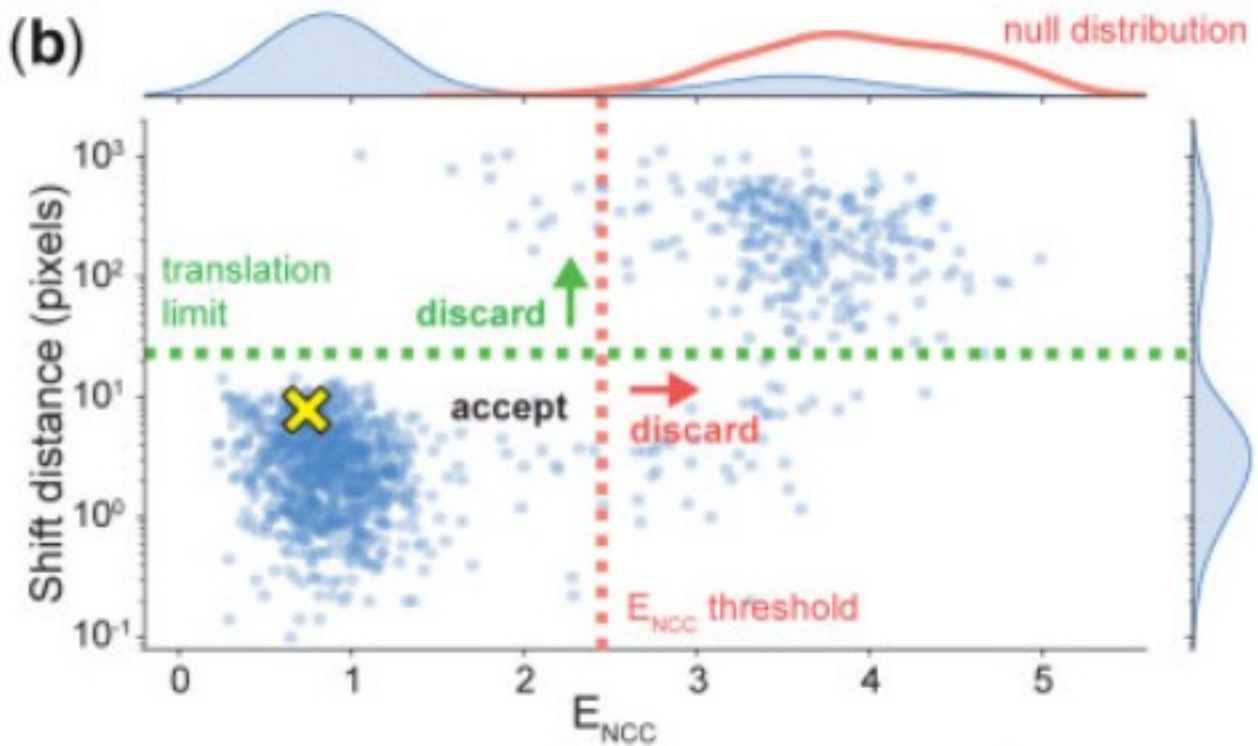 (b)
null distribution
Shift distance (pixels)
10³
10²
10¹
10⁰
10⁻¹
translation
limit
discard
accept
discard
E_NCC threshold
0 1 2 3 4 5
E_NCC